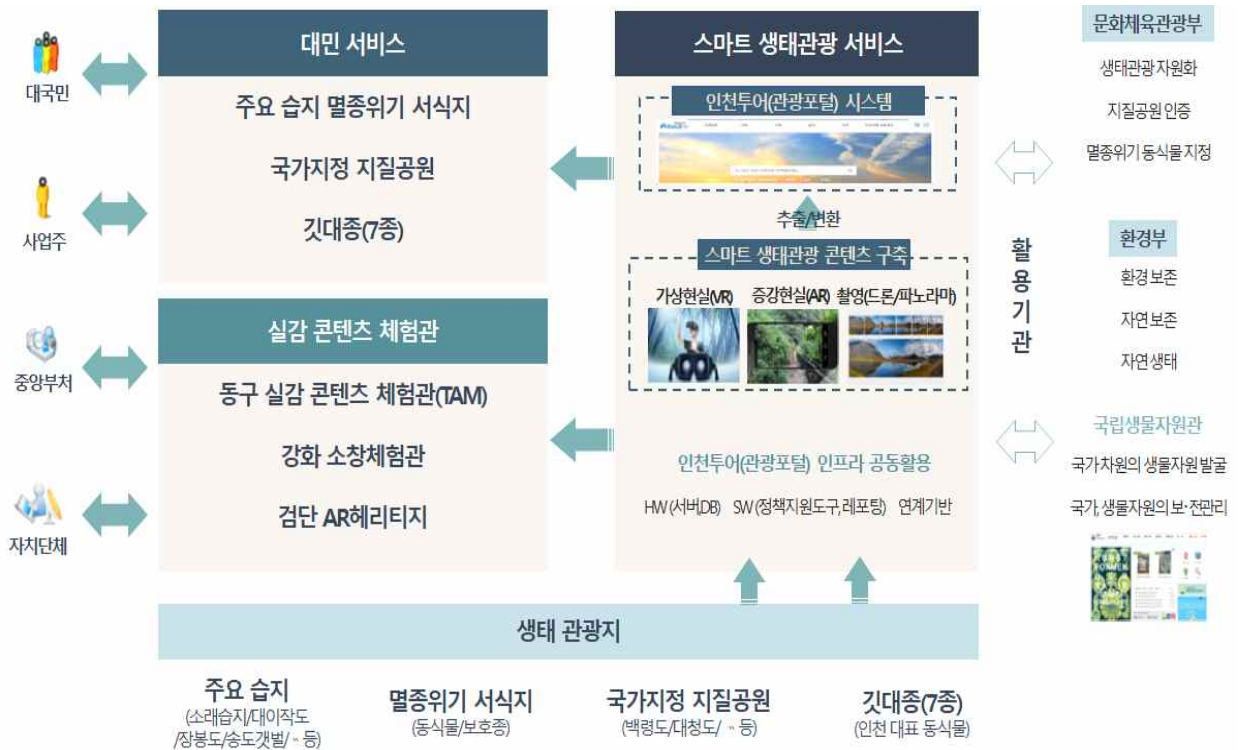 대국민
사업주
중앙부처
자치단체
대민 서비스
주요 습지 멸종위기 서식지
국가지정 지질공원
깃대종(7종)
실감 콘텐츠 체험관
동구 실감 콘텐츠 체험관(TAM)
강화 소창체험관
검단 AR헤리티지
스마트 생태관광 서비스
인천투어(관광포털) 시스템
추출/변환
스마트 생태관광 콘텐츠 구축
가상현실(VR) 증강현실(AR) 촬영(드론/파노라마)
인천투어(관광포털) 인프라 공동활용
HW (서버,DB) SW (정책지원도구, 레포팅) 연계기반
활
용
기
관
문화체육관광부
생태관광 자원화
지질공원 인증
멸종위기 동식물 지정
환경부
환경 보존
자연 보존
자연 생태
국립생물자원관
국가 차원의 생물자원 발굴
국가, 생물자원의 보·전관리
생태 관광지
주요 습지
(소래습지/대이작도
/장봉도/송도갯벌/ 등)
멸종위기 서식지
(동식물/보호종)
국가지정 지질공원
(백령도/대청도/ 등)
깃대종(7종)
(인천 대표 동식물)